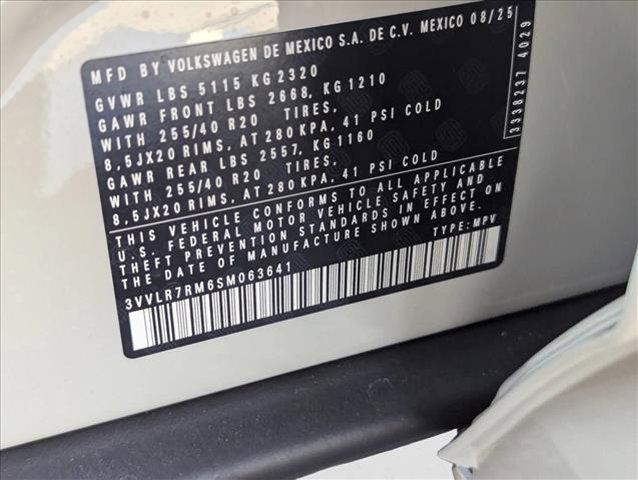 MFD BY VOLKSWAGEN DE MEXICO S.A. DE C.V. MEXICO 08/25
GVWR LBS 5115 KG 2320
GAWR FRONT LBS 2668, KG 1210
WITH 255/40 R20 TIRES,
8,5JX20 RIMS, AT 280 KPA, 41 PSI COLD
GAWR REAR LBS 2557, KG 1160
WITH 255/40 R20 TIRES,
8,5JX20 RIMS, AT 280 KPA, 41 PSI COLD
THIS VEHICLE CONFORMS TO ALL APPLICABLE
U.S. FEDERAL MOTOR VEHICLE SAFETY AND
THEFT PREVENTION STANDARDS IN EFFECT ON
THE DATE OF MANUFACTURE SHOWN ABOVE.
TYPE: MPV
3VVLR7RM6SM063641
3338237 4029